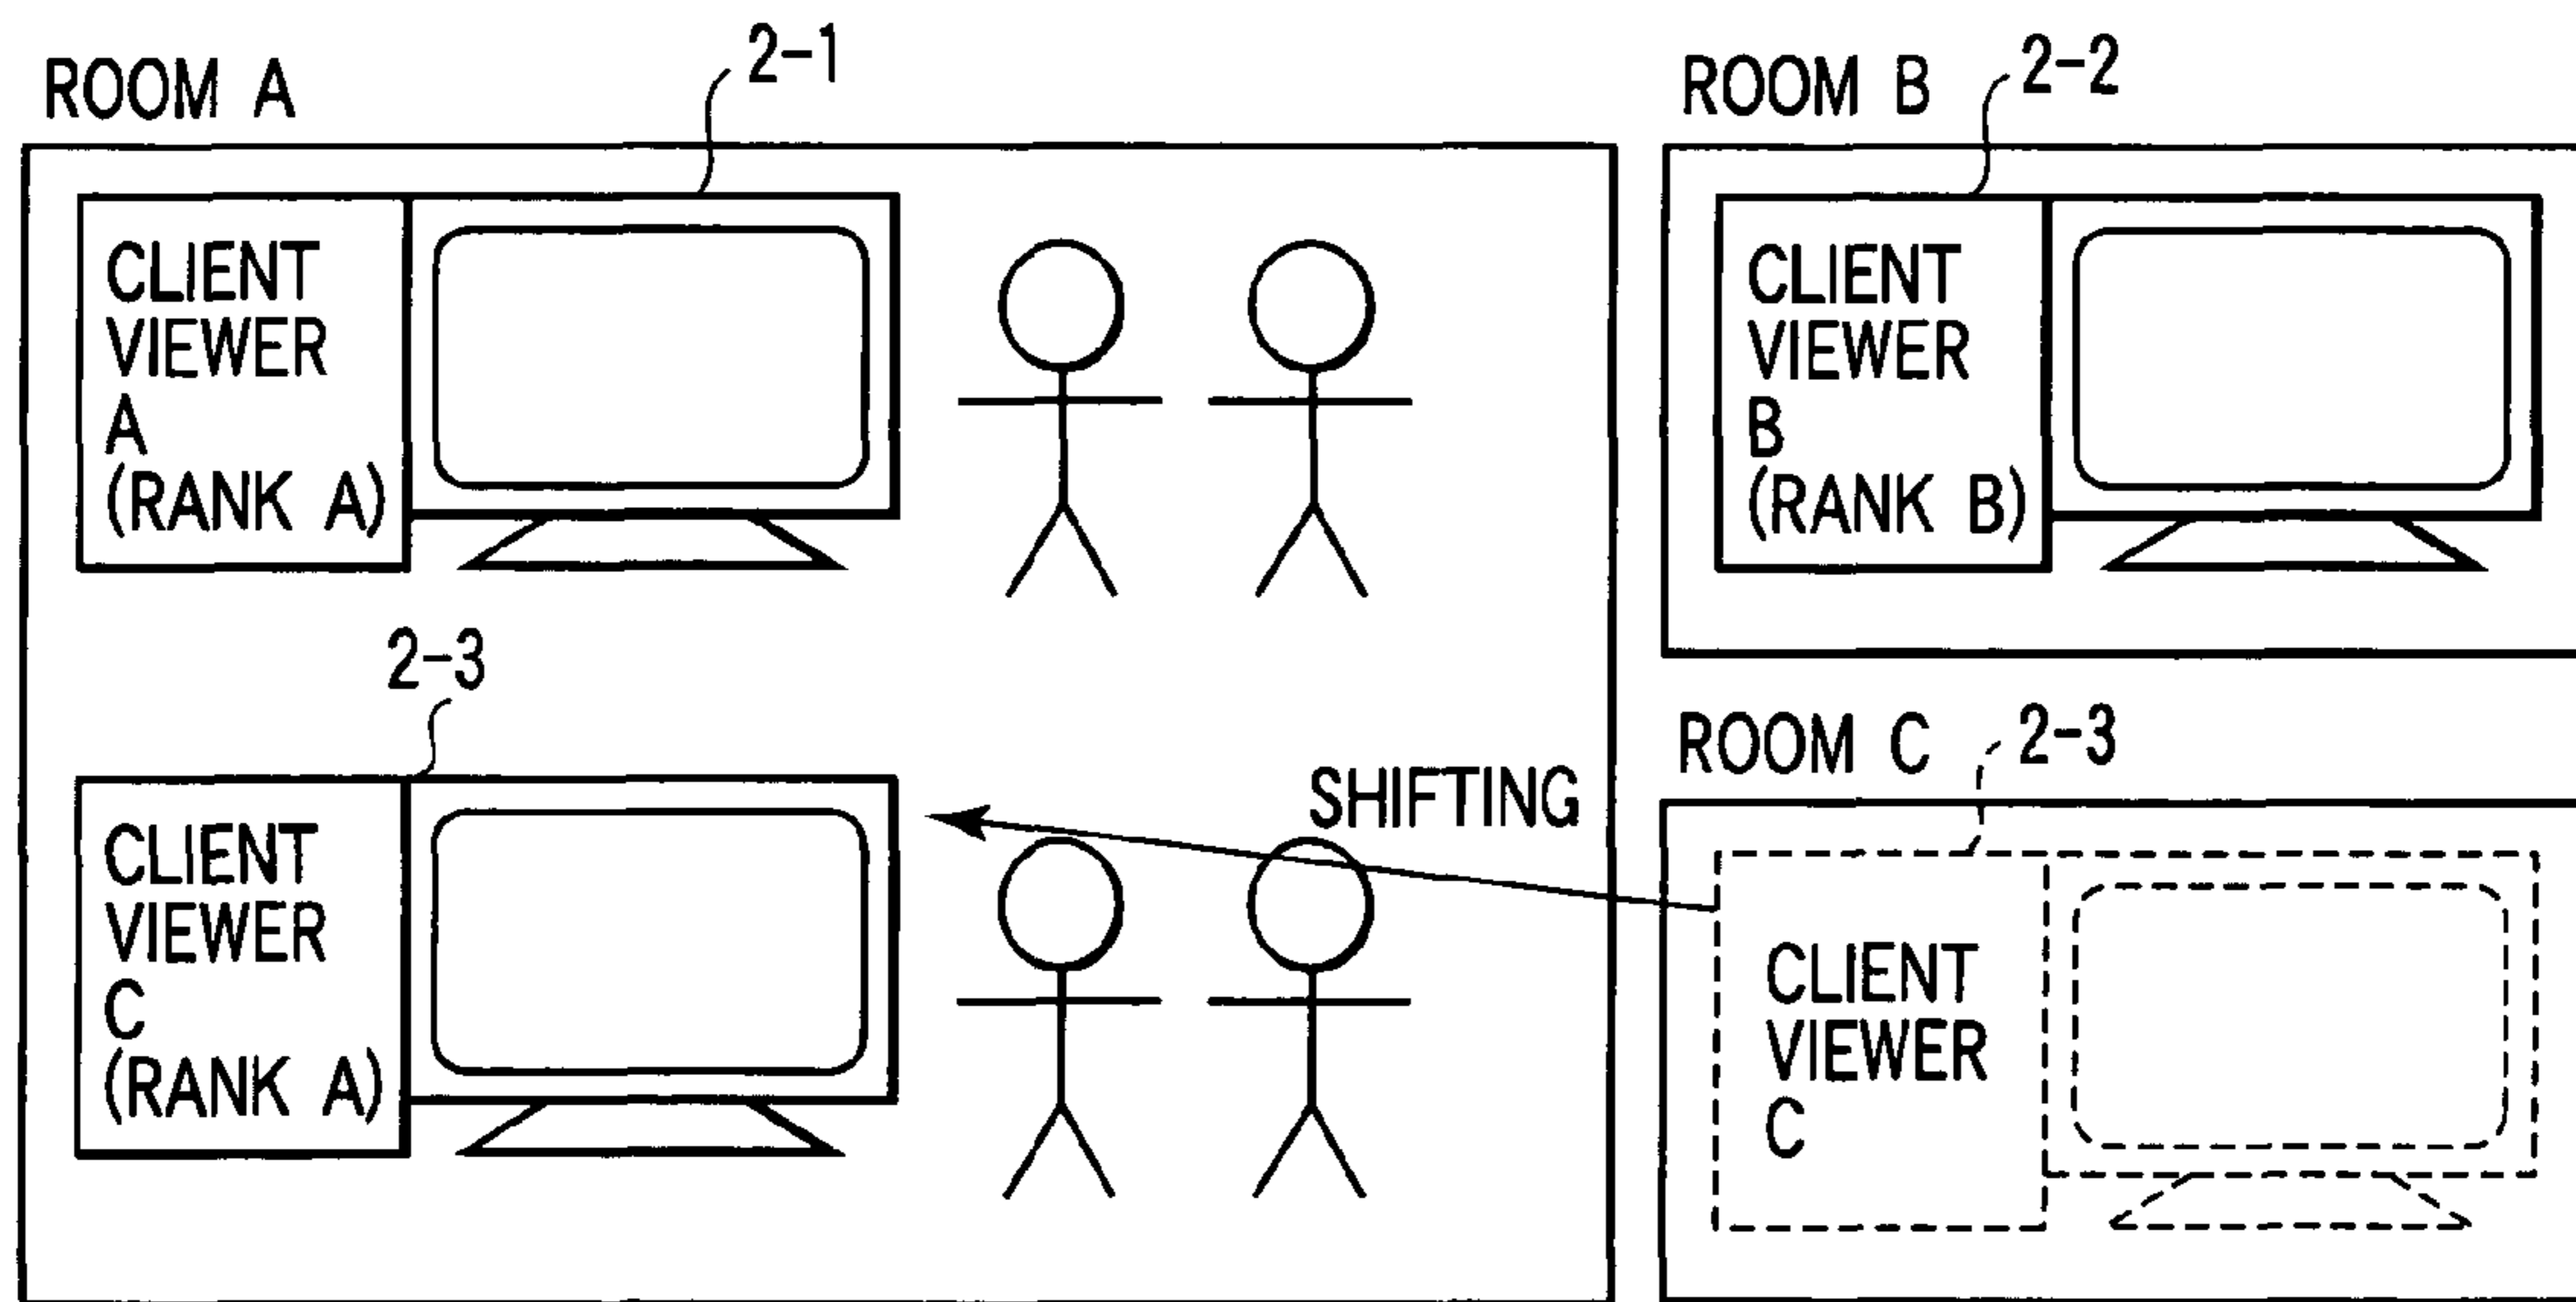 ROOM A
2-1
CLIENT
VIEWER
A
(RANK A)
2-3
CLIENT
VIEWER
C
(RANK A)
SHIFTING
ROOM B
2-2
CLIENT
VIEWER
B
(RANK B)
ROOM C
2-3
CLIENT
VIEWER
C